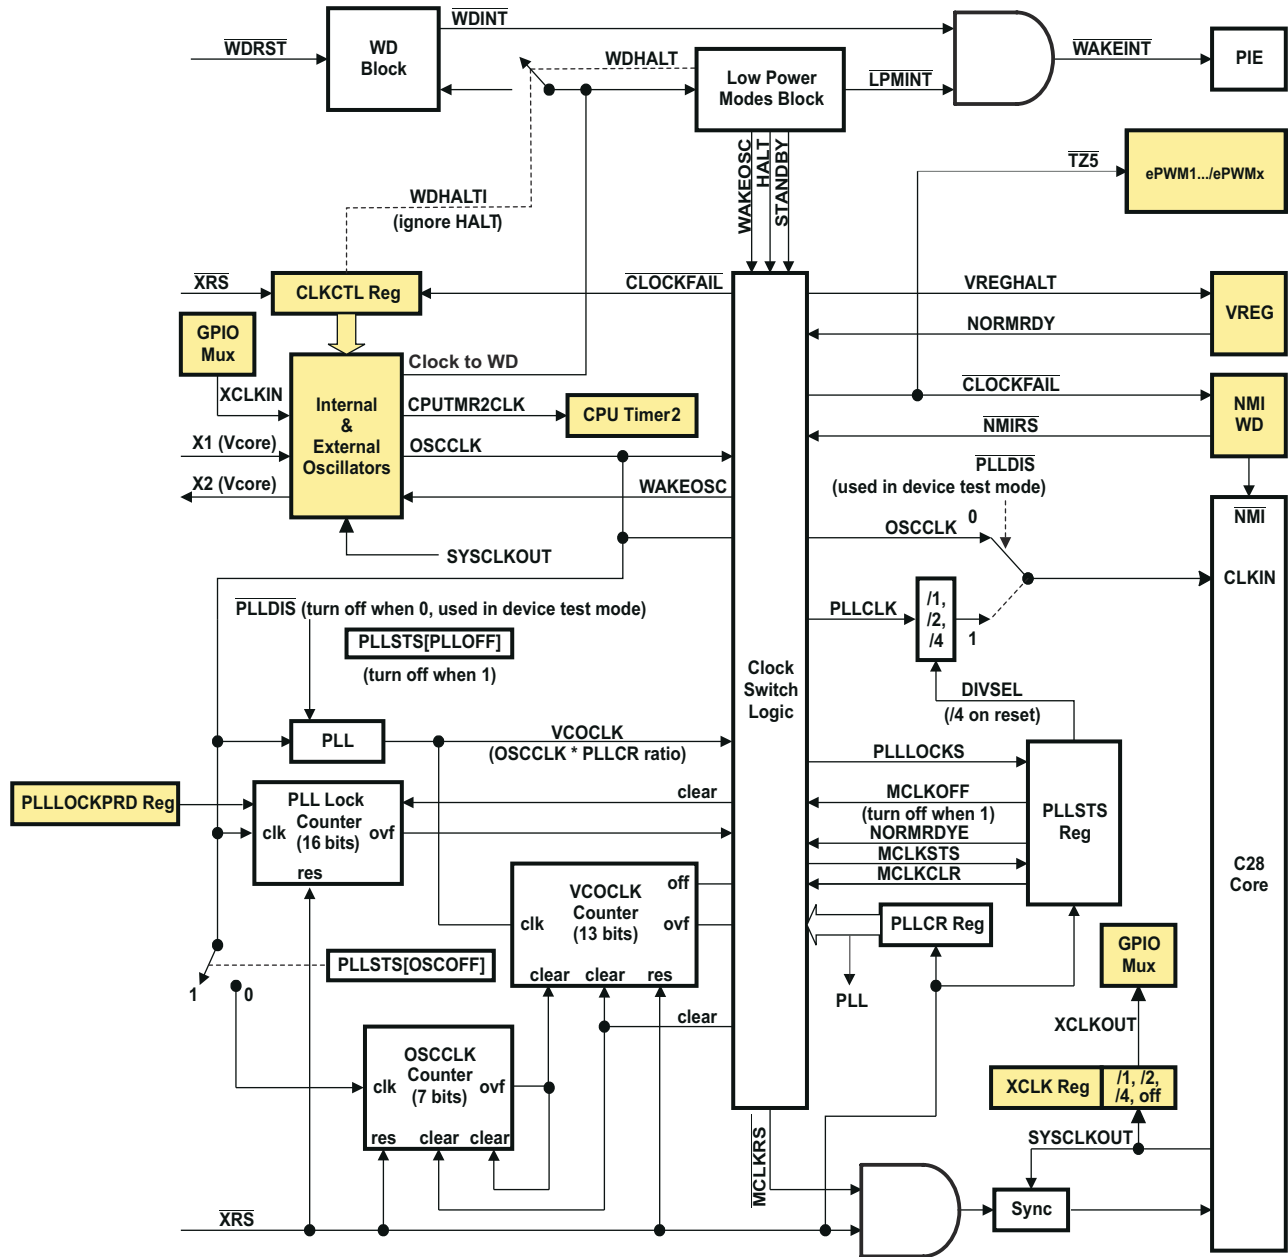 WDINT
WDRST
WD
Block
WDHALT
Low Power
Modes Block
LPMINT
WAKEINT
PIE
TZ5
ePWM1.../ePWMx
WAKEOSC
HALT
STANDBY
WDHALTI
(ignore HALT)
XRS
CLKCTL Reg
CLOCKFAIL
VREGHALT
NORMRDY
VREG
GPIO
Mux
XCLKIN
Clock to WD
CPUTMR2CLK
CPU Timer2
Internal
&
External
Oscillators
X1 (Vcore)
OSCCLK
X2 (Vcore)
WAKEOSC
SYSCLKOUT
CLOCKFAIL
NMIRS
NMI
WD
PLLDIS
(used in device test mode)
OSCCLK
0
NMI
CLKIN
PLLCLK
/1,
/2,
/4
1
PLLDIS (turn off when 0, used in device test mode)
PLLSTS[PLLOFF]
(turn off when 1)
Clock
Switch
Logic
DIVSEL
(/4 on reset)
PLL
VCOCLK
(OSCCLK * PLLCR ratio)
PLLLOCKS
PLLLOCKPRD Reg
PLL Lock
Counter
(16 bits)
clk
ovf
res
clear
MCLKOFF
(turn off when 1)
NORMRDYE
MCLKSTS
MCLKCLR
PLLSTS
Reg
C28
Core
VCOCLK
Counter
(13 bits)
off
clk
ovf
clear
clear
res
PLLCR Reg
PLL
GPIO
Mux
PLLSTS[OSCOFF]
1
0
clear
XCLKOUT
OSCCLK
Counter
(7 bits)
clk
ovf
res
clear
clear
XCLK Reg
/1, /2,
/4, off
SYSCLKOUT
MCLKRS
Sync
XRS